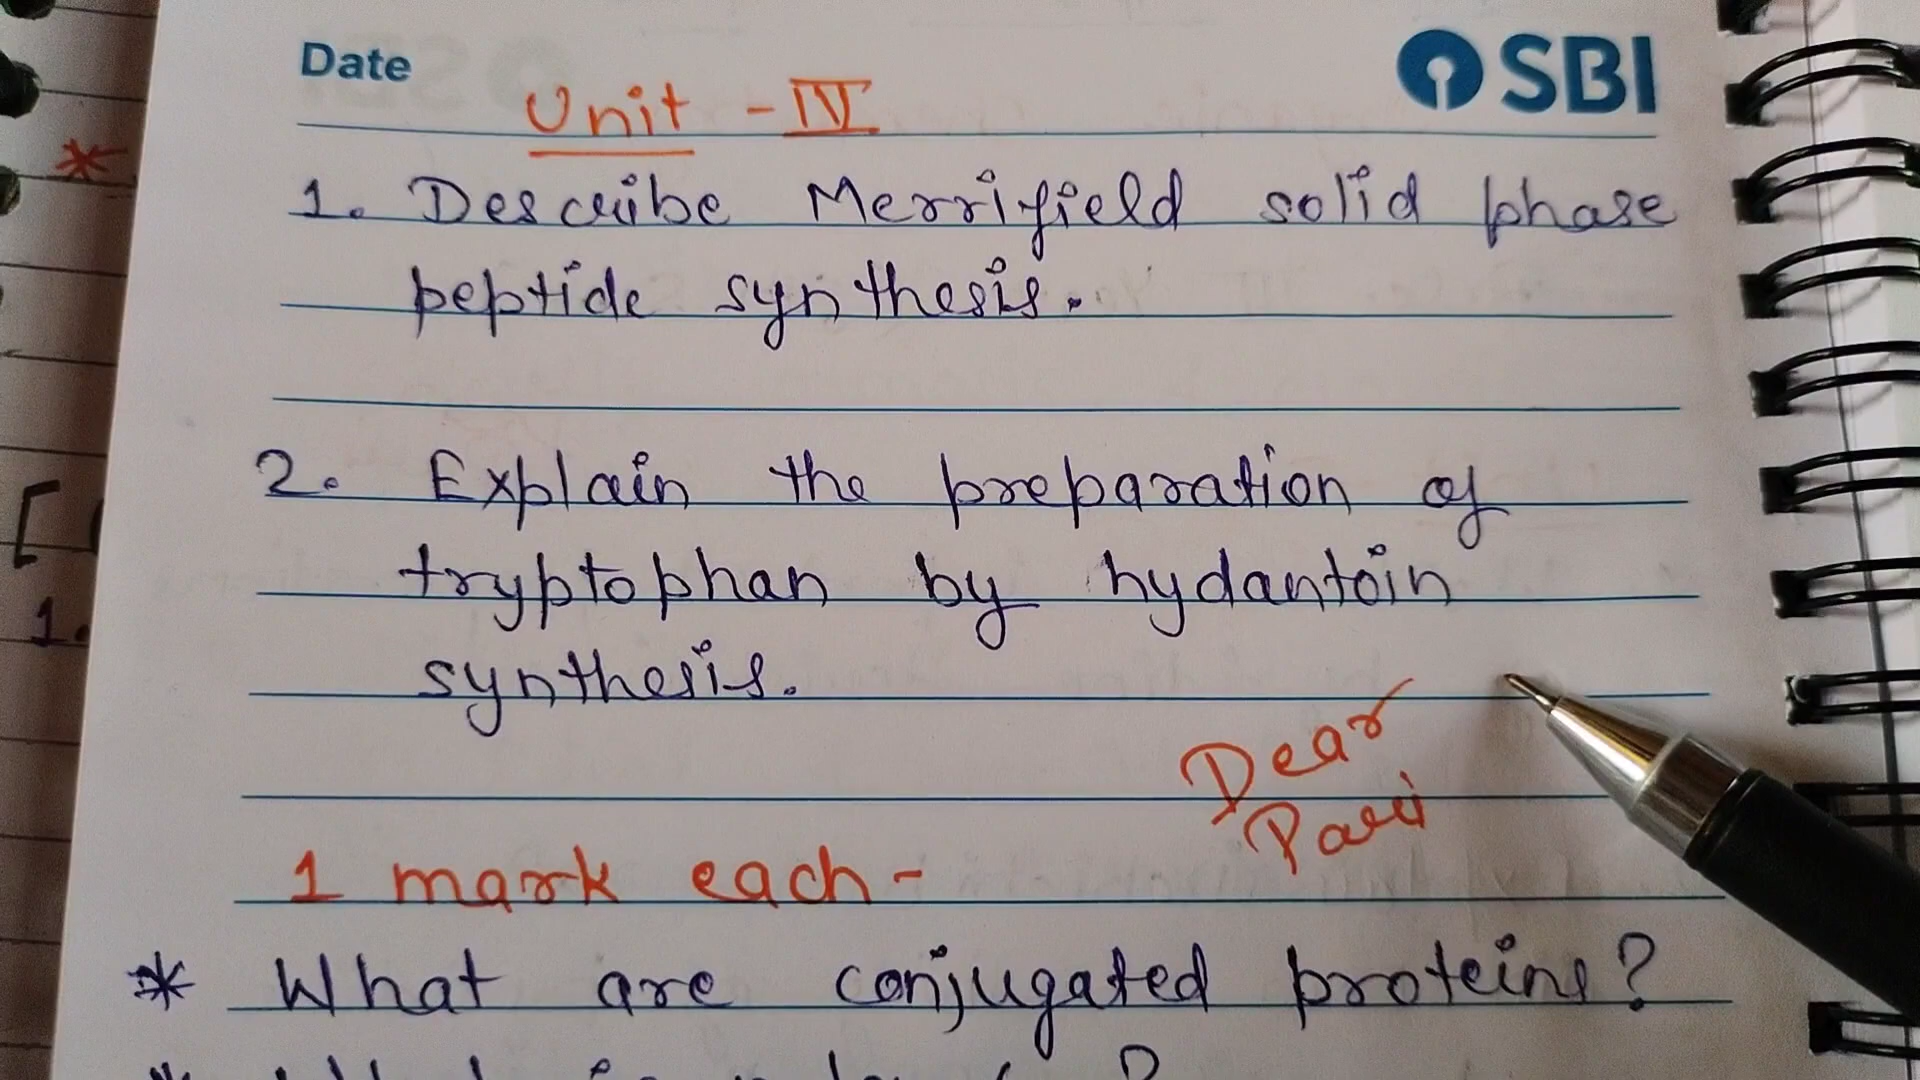 Date
SBI
Unit - IV
*
1. Describe Merrifield solid phase
peptide synthesis.
2. Explain the preparation of
tryptophan by hydantoin
synthesis.
Dear
Pari
1 mark each-
* What are conjugated proteins?
[
1.